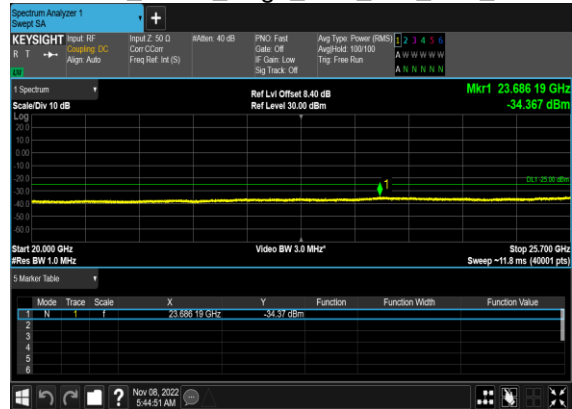 Spectrum Analyzer 1
Swept SA
+
KEYSIGHT Input: RF Input Z: 50 Ω #Atten: 40 dB PNO: Fast Avg Type: Power (RMS) 1 2 3 4 5 6
R T Coupling: DC Corr CCorr Gate: Off Avg|Hold: 100/100 A W W W W W
Align: Auto Freq Ref: Int (S) IF Gain: Low Trig: Free Run A N N N N N
Sig Track: Off
1 Spectrum Ref Lvl Offset 8.40 dB Mkr1 23.686 19 GHz
Scale/Div 10 dB Ref Level 30.00 dBm -34.367 dBm
Log
20.0
10.0
0.00
-10.0
-20.0 DL1 -25.00 dBm
-30.0 1
-40.0
-50.0
-60.0
Start 20.000 GHz Video BW 3.0 MHz* Stop 25.700 GHz
#Res BW 1.0 MHz Sweep ~11.8 ms (40001 pts)
5 Marker Table
Mode Trace Scale X Y Function Function Width Function Value
1 N 1 f 23.686 19 GHz -34.37 dBm
2
3
4
5
6
? Nov 08, 2022
5:44:51 AM